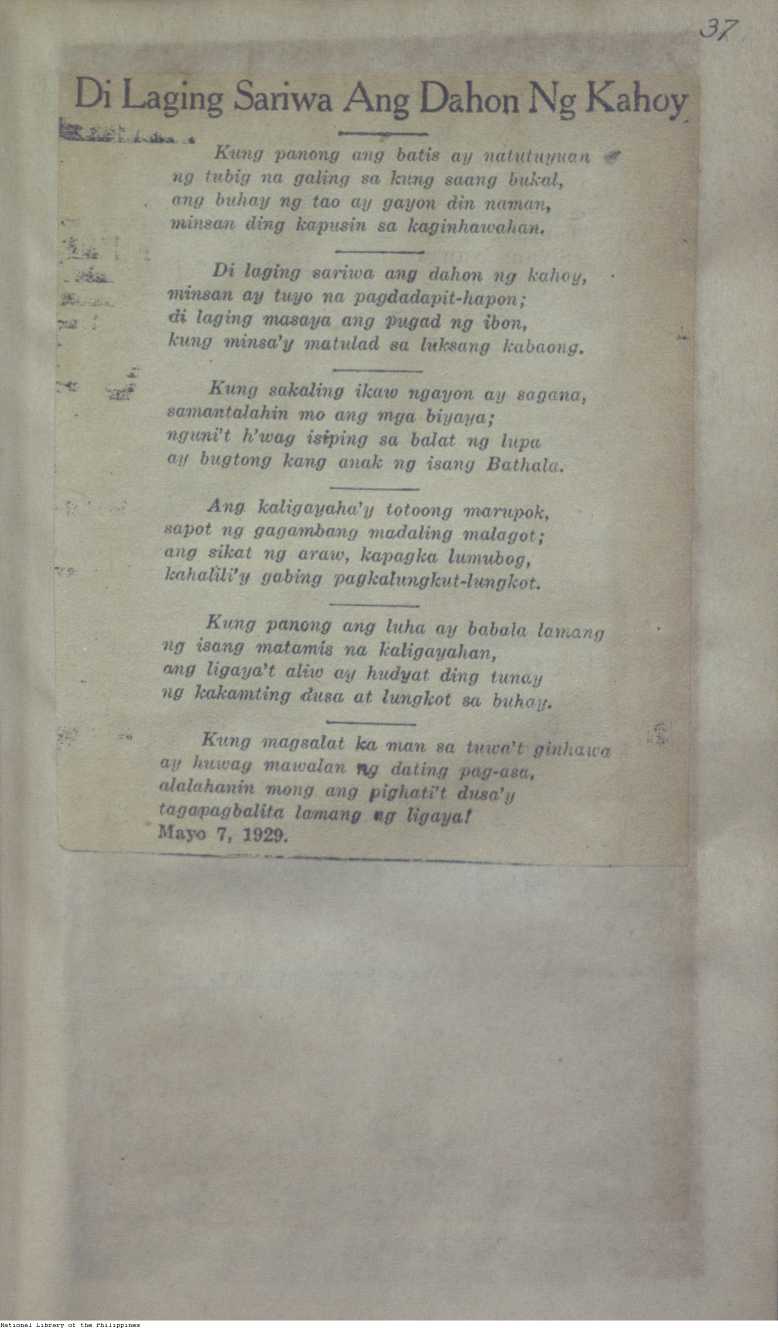 37
Di Laging Sariwa Ang Dahon Ng Kahoy
Kung panong ang batis ay natutuyuan
ng tubig na galing sa kung saang bukal,
ang buhay ng tao ay gayon din naman,
minsan ding kapusin sa kaginhawahan.
Di laging sariwa ang dahon ng kahoy,
minsan ay tuyo na pagdadapit-hapon;
di laging masaya ang pugad ng ibon,
kung minsa'y matulad sa luksang kabaong.
Kung sakaling ikaw ngayon ay sagana,
samantalahin mo ang mga biyaya;
nguni't h'wag isiping sa balat ng lupa
ay bugtong kang anak ng isang Bathala.
Ang kaligayaha'y totoong marupok,
sapot ng gagambang madaling malagot;
ang sikat ng araw, kapagka lumubog,
kahalili'y gabing pagkalungkut-lungkot.
Kung panong ang luha ay babala lamang
ng isang matamis na kaligayahan,
ang ligaya't aliw ay hudyat ding tunay
ng kakamting dusa at lungkot sa buhay.
Kung magsalat ka man sa tuwa't ginhawa
ay huwag mawalan ng dating pag-asa,
alalahanin mong ang pighati't dusa'y
tagapagbalita lamang ng ligaya!
Mayo 7, 1929.
National Library of the Philippines